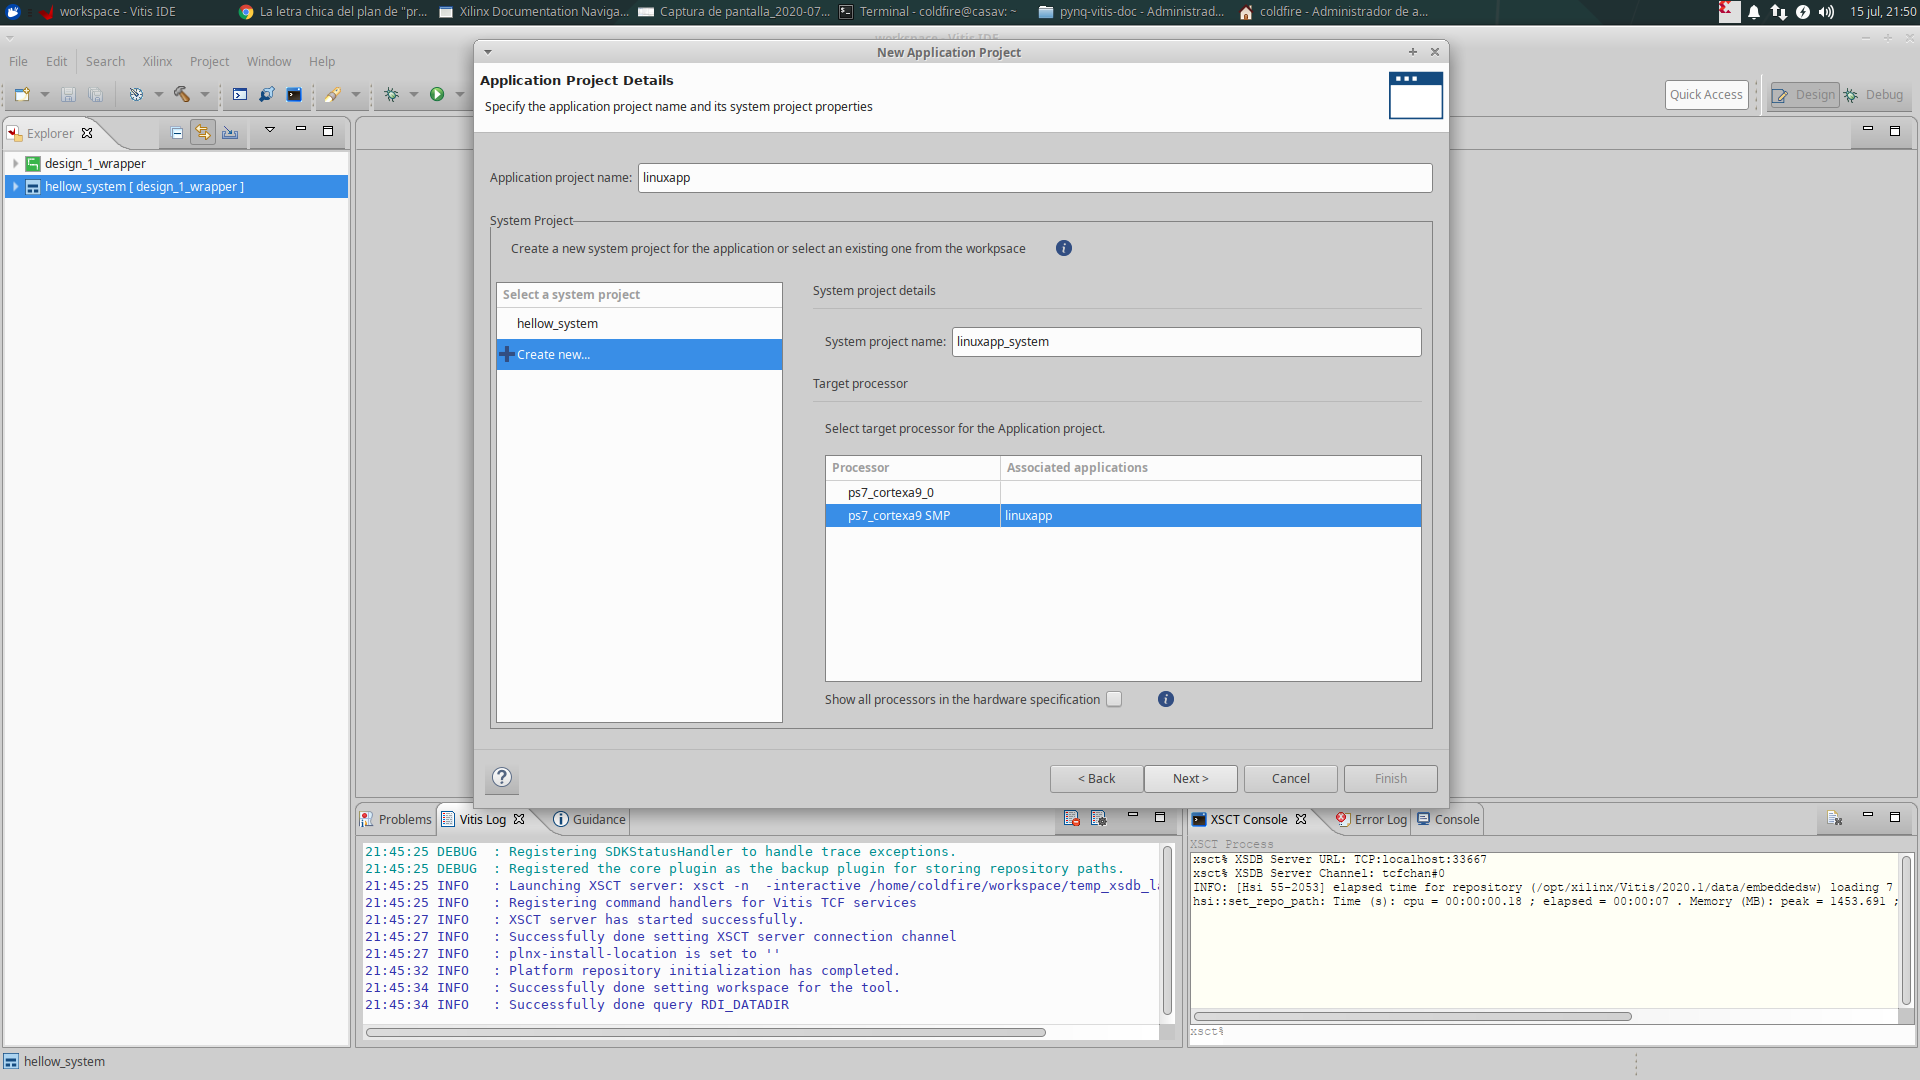 workspace - Vitis IDE
La letra chica del plan de "pr...
Xilinx Documentation Naviga...
Captura de pantalla_2020-07...
Terminal - coldfire@casav: ~
pynq-vitis-doc - Administrad...
coldfire - Administrador de a...
15 jul, 21:50
workspace - Vitis IDE
File Edit Search Xilinx Project Window Help
New Application Project
Application Project Details
Specify the application project name and its system project properties
Quick Access
Design
Debug
Explorer
design_1_wrapper
hellow_system [ design_1_wrapper ]
Application project name: linuxapp
System Project
Create a new system project for the application or select an existing one from the workpsace
Select a system project
hellow_system
Create new...
System project details
System project name: linuxapp_system
Target processor
Select target processor for the Application project.
Processor Associated applications
ps7_cortexa9_0
ps7_cortexa9 SMP linuxapp
Show all processors in the hardware specification
< Back Next > Cancel Finish
Problems Vitis Log Guidance
21:45:25 DEBUG : Registering SDKStatusHandler to handle trace exceptions.
21:45:25 DEBUG : Registered the core plugin as the backup plugin for storing repository paths.
21:45:25 INFO : Launching XSCT server: xsct -n -interactive /home/coldfire/workspace/temp_xsdb_la
21:45:25 INFO : Registering command handlers for Vitis TCF services
21:45:27 INFO : XSCT server has started successfully.
21:45:27 INFO : Successfully done setting XSCT server connection channel
21:45:27 INFO : plnx-install-location is set to ''
21:45:32 INFO : Platform repository initialization has completed.
21:45:34 INFO : Successfully done setting workspace for the tool.
21:45:34 INFO : Successfully done query RDI_DATADIR
XSCT Console Error Log Console
XSCT Process
xsct% XSDB Server URL: TCP:localhost:33667
xsct% XSDB Server Channel: tcfchan#0
INFO: [Hsi 55-2053] elapsed time for repository (/opt/xilinx/Vitis/2020.1/data/embeddedsw) loading 7
hsi::set_repo_path: Time (s): cpu = 00:00:00.18 ; elapsed = 00:00:07 . Memory (MB): peak = 1453.691 ;
xsct%
hellow_system